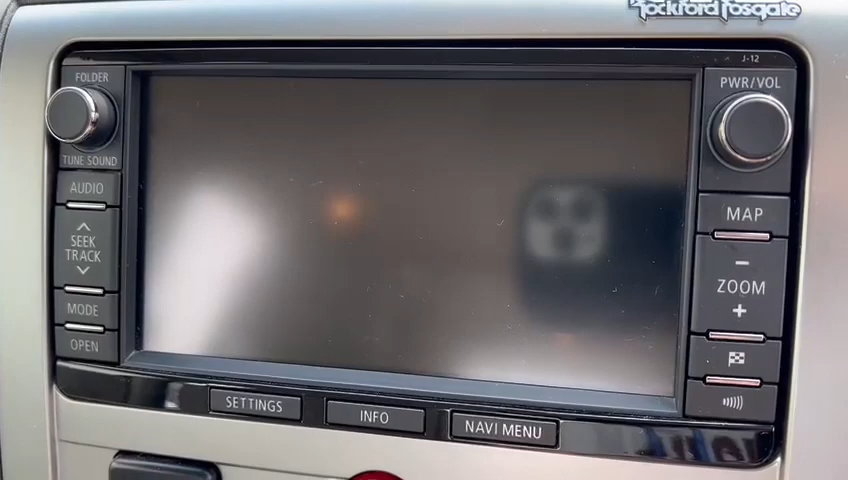 Rockford Fosgate
J-12
FOLDER
TUNE SOUND
AUDIO
SEEK
TRACK
MODE
OPEN
PWR/VOL
MAP
−
ZOOM
+
SETTINGS
INFO
NAVI MENU